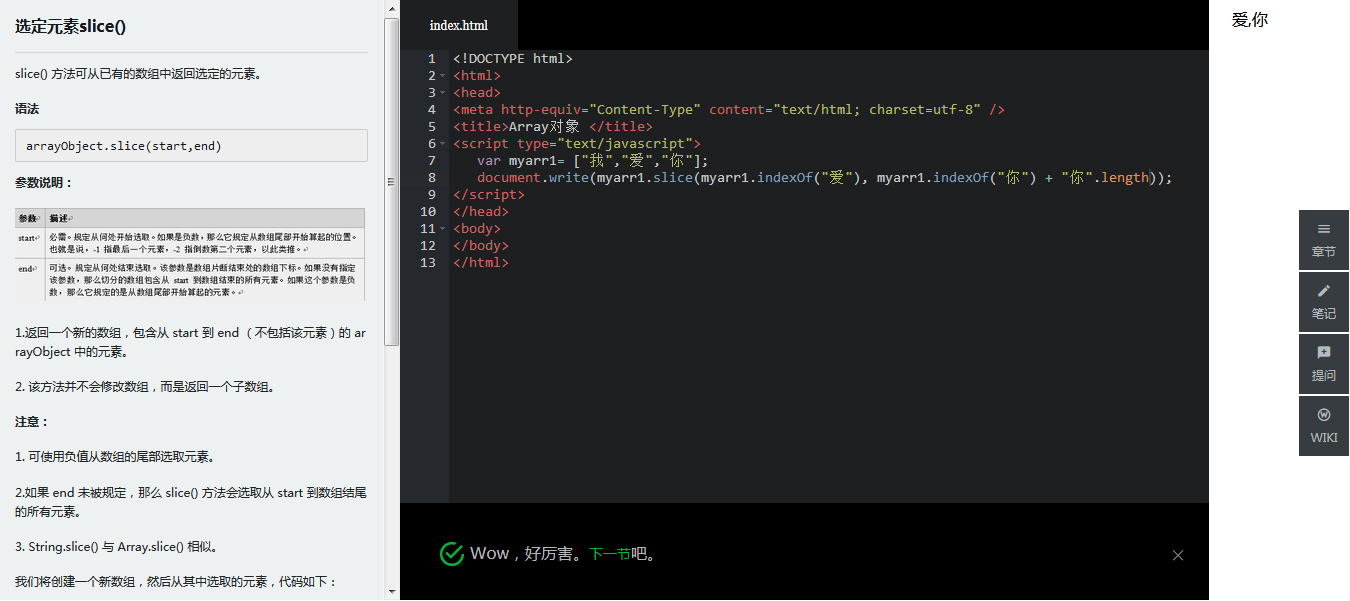 选定元素slice()
slice() 方法可从已有的数组中返回选定的元素。
语法
arrayObject.slice(start,end)
参数说明：
参数 描述
start 必需。规定从何处开始选取。如果是负数，那么它规定从数组尾部开始算起的位置。
也就是说，-1 指最后一个元素，-2 指倒数第二个元素，以此类推。
end 可选。规定从何处结束选取。该参数是数组片断结束处的数组下标。如果没有指定
该参数，那么切分的数组包含从 start 到数组结束的所有元素。如果这个参数是负
数，那么它规定的是从数组尾部开始算起的元素。
1.返回一个新的数组，包含从 start 到 end （不包括该元素）的 ar
rayObject 中的元素。
2. 该方法并不会修改数组，而是返回一个子数组。
注意：
1. 可使用负值从数组的尾部选取元素。
2.如果 end 未被规定，那么 slice() 方法会选取从 start 到数组结尾
的所有元素。
3. String.slice() 与 Array.slice() 相似。
我们将创建一个新数组，然后从其中选取的元素，代码如下：
index.html
1 <!DOCTYPE html>
2 <html>
3 <head>
4 <meta http-equiv="Content-Type" content="text/html; charset=utf-8" />
5 <title>Array对象 </title>
6 <script type="text/javascript">
7 var myarr1= ["我","爱","你"];
8 document.write(myarr1.slice(myarr1.indexOf("爱"), myarr1.indexOf("你") + "你".length));
9 </script>
10 </head>
11 <body>
12 </body>
13 </html>
Wow，好厉害。下一节吧。
爱,你
章节
笔记
提问
WIKI